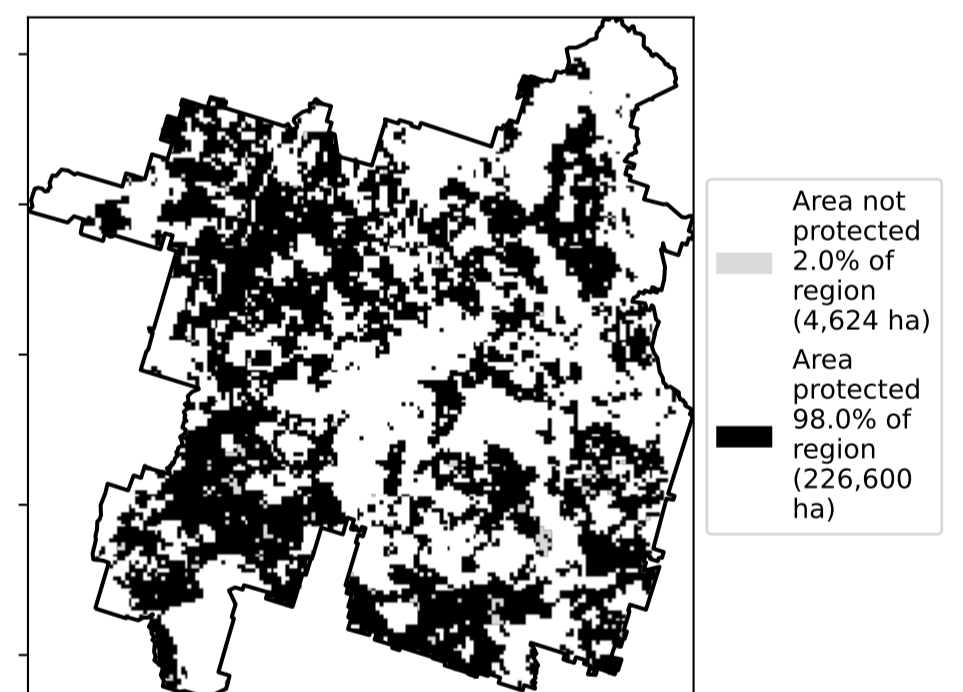 Area not
protected
2.0% of
region
(4,624 ha)
Area
protected
98.0% of
region
(226,600
ha)